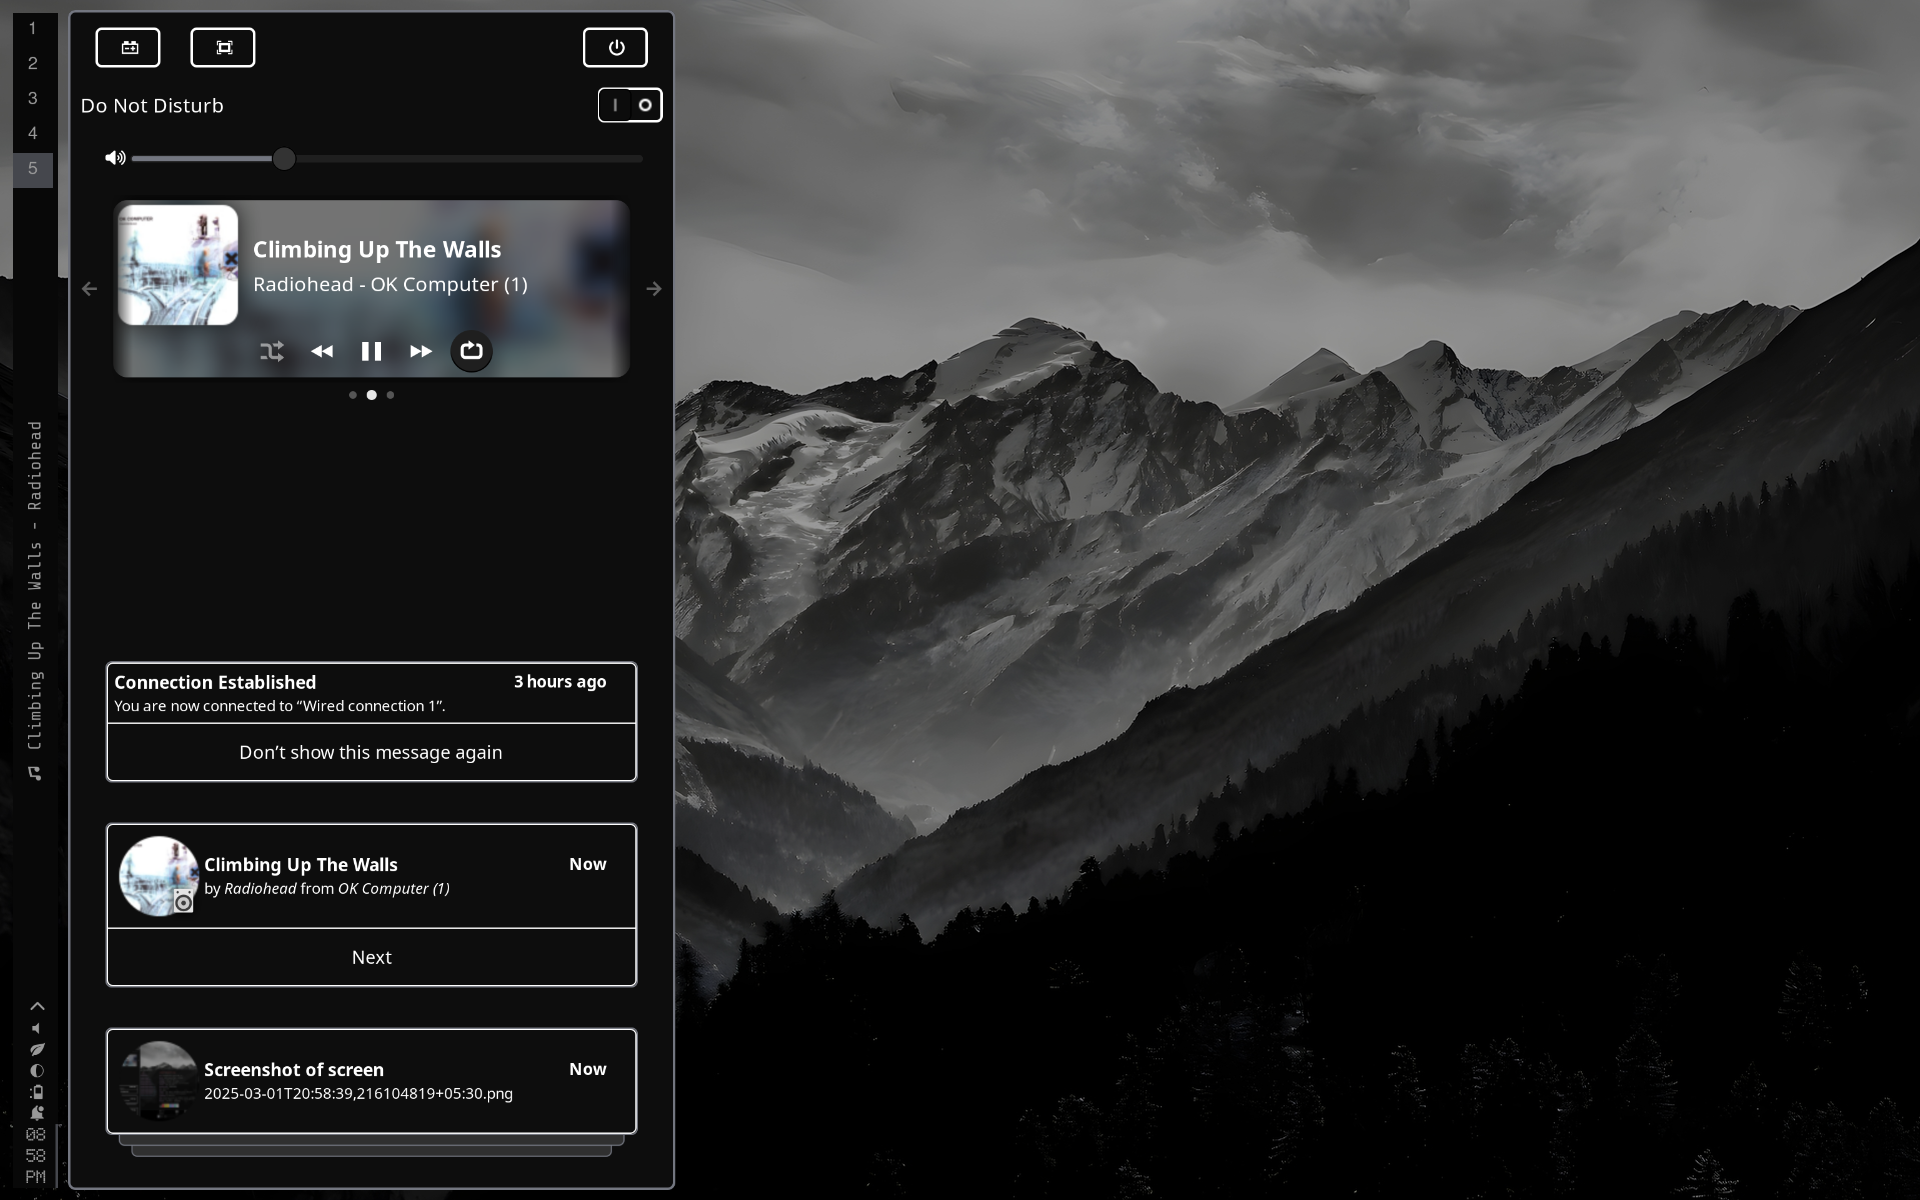 1
2
3
4
5
Climbing Up The Walls - Radiohead
08
58
PM
Do Not Disturb
OK COMPUTER
Climbing Up The Walls
Radiohead - OK Computer (1)
Connection Established
3 hours ago
You are now connected to “Wired connection 1”.
Don’t show this message again
Climbing Up The Walls
Now
by Radiohead from OK Computer (1)
Next
Screenshot of screen
Now
2025-03-01T20:58:39,216104819+05:30.png